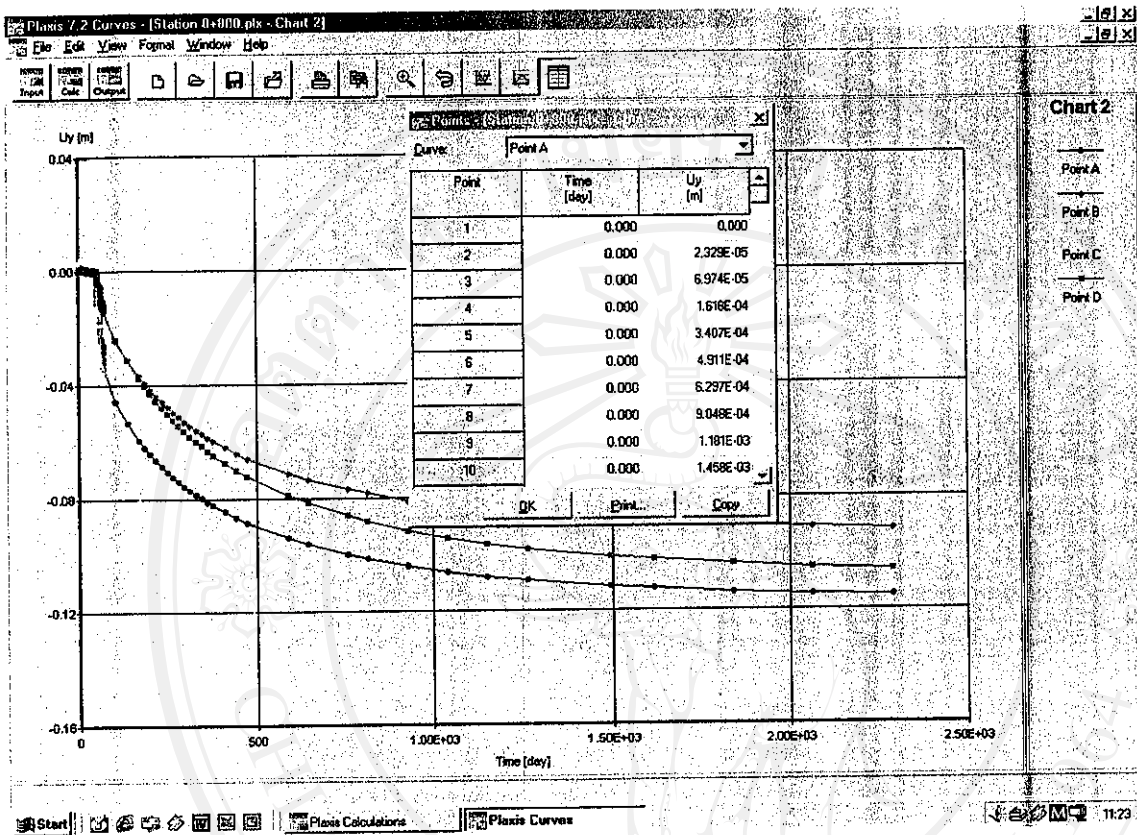 Plaxis 7.2 Curves - [Station 0+800.plx - Chart 2]
File Edit View Format Window Help
Input Calc Output
Chart 2
Uy [m]
Curve: Point A
Point Time [day] Uy [m]
1 0.000 0.000
2 0.000 2.329E-05
3 0.000 6.974E-05
4 0.000 1.616E-04
5 0.000 3.407E-04
6 0.000 4.911E-04
7 0.000 6.297E-04
8 0.000 9.048E-04
9 0.000 1.181E-03
10 0.000 1.458E-03
OK Print... Copy
Point A
Point B
Point C
Point D
0.04
0.00
-0.04
-0.08
-0.12
-0.16
0 500 1.00E+03 1.50E+03 2.00E+03 2.50E+03
Time [day]
Start Plaxis Calculations Plaxis Curves 11:23